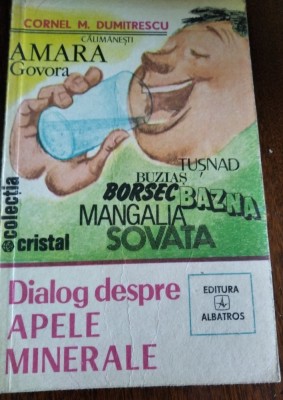 CORNEL M. DUMITRESCU
CĂLIMĂNEȘTI
AMARA
Govora
TUȘNAD
BUZIAȘ
BORSEC
BAZNA
MANGALIA
SOVATA
colecția
cristal
Dialog despre
APELE
MINERALE
EDITURA
A
ALBATROS